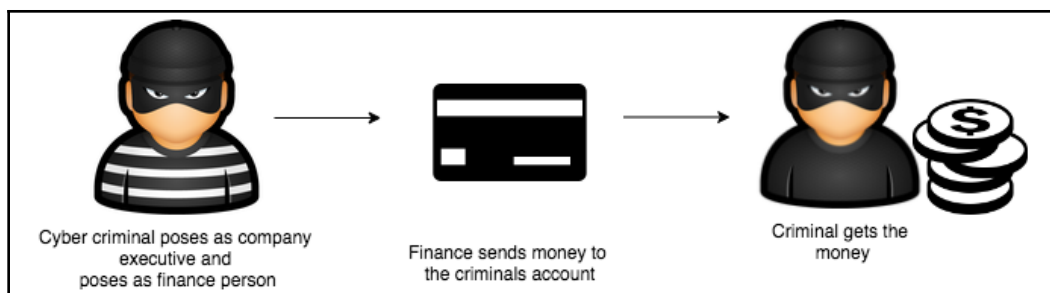 Cyber criminal poses as company
executive and
poses as finance person
Finance sends money to
the criminals account
Criminal gets the
money
$